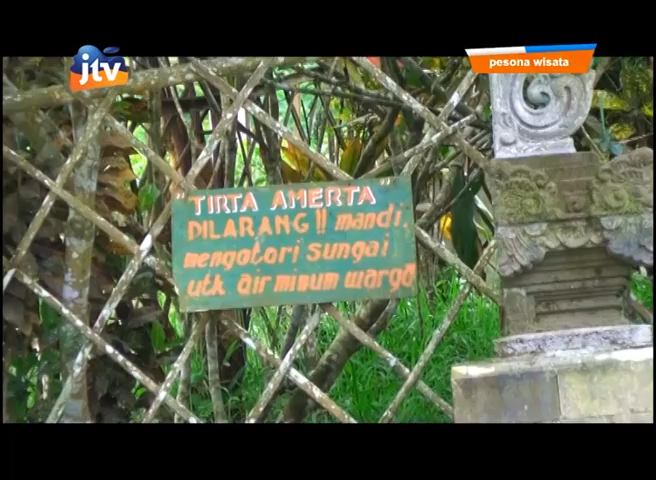 jtv
pesona wisata
"TIRTA AMERTA"
DILARANG!! mandi.
mengotori sungai
utk air minum warga